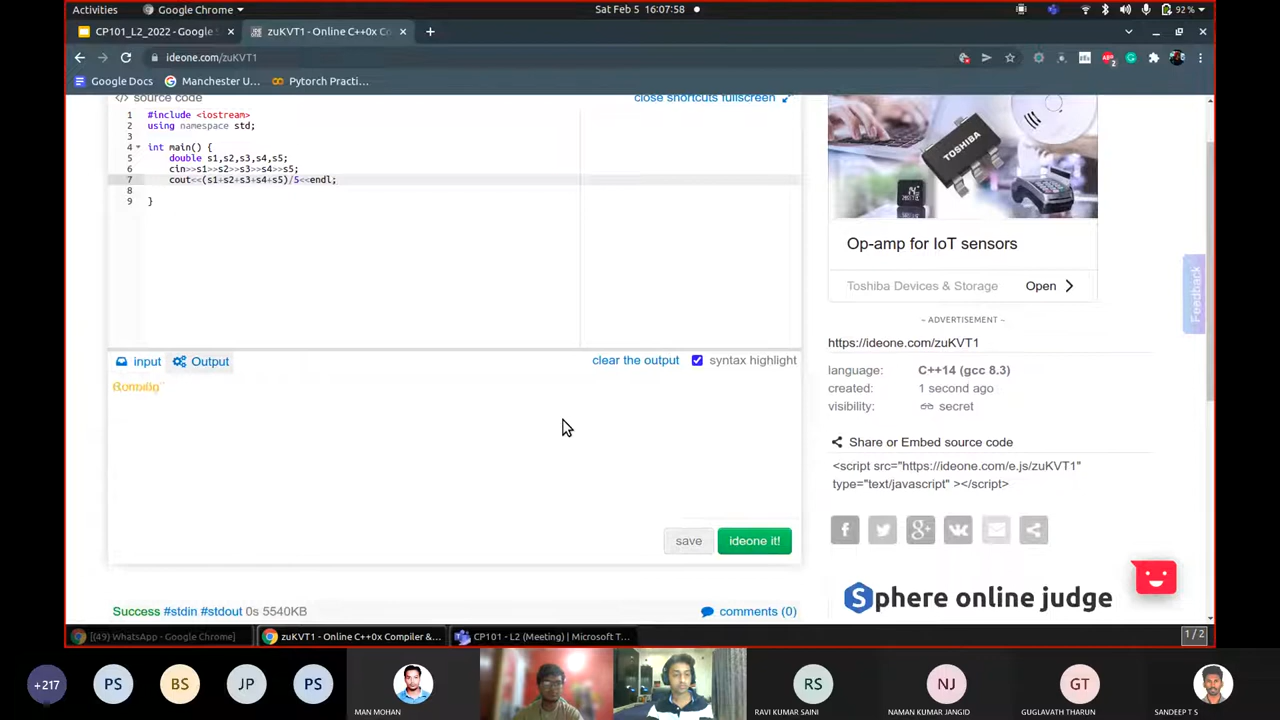 Activities
Google Chrome
Sat Feb 5 16:07:58
92%
CP101_L2_2022 - Google
zuKVT1 - Online C++0x Co
ideone.com/zuKVT1
Google Docs
Manchester U...
Pytorch Practi...
</> source code
close shortcuts fullscreen
1 #include <iostream>
2 using namespace std;
3
4 int main() {
5 double s1,s2,s3,s4,s5;
6 cin>>s1>>s2>>s3>>s4>>s5;
7 cout<<(s1+s2+s3+s4+s5)/5<<endl;
8
9 }
TOSHIBA
Op-amp for IoT sensors
Toshiba Devices & Storage
Open
Feedback
~ ADVERTISEMENT ~
https://ideone.com/zuKVT1
input
Output
clear the output
syntax highlight
language: C++14 (gcc 8.3)
created: 1 second ago
visibility: secret
Share or Embed source code
<script src="https://ideone.com/e.js/zuKVT1"
type="text/javascript" ></script>
save
ideone it!
Sphere online judge
Success #stdin #stdout 0s 5540KB
comments (0)
[(49) WhatsApp - Google Chrome]
zuKVT1 - Online C++0x Compiler &...
CP101 - L2 (Meeting) | Microsoft T...
1 / 2
+217
PS
BS
JP
PS
MAN MOHAN
RS
RAVI KUMAR SAINI
NJ
NAMAN KUMAR JANGID
GT
GUGLAVATH THARUN
SANDEEP T S